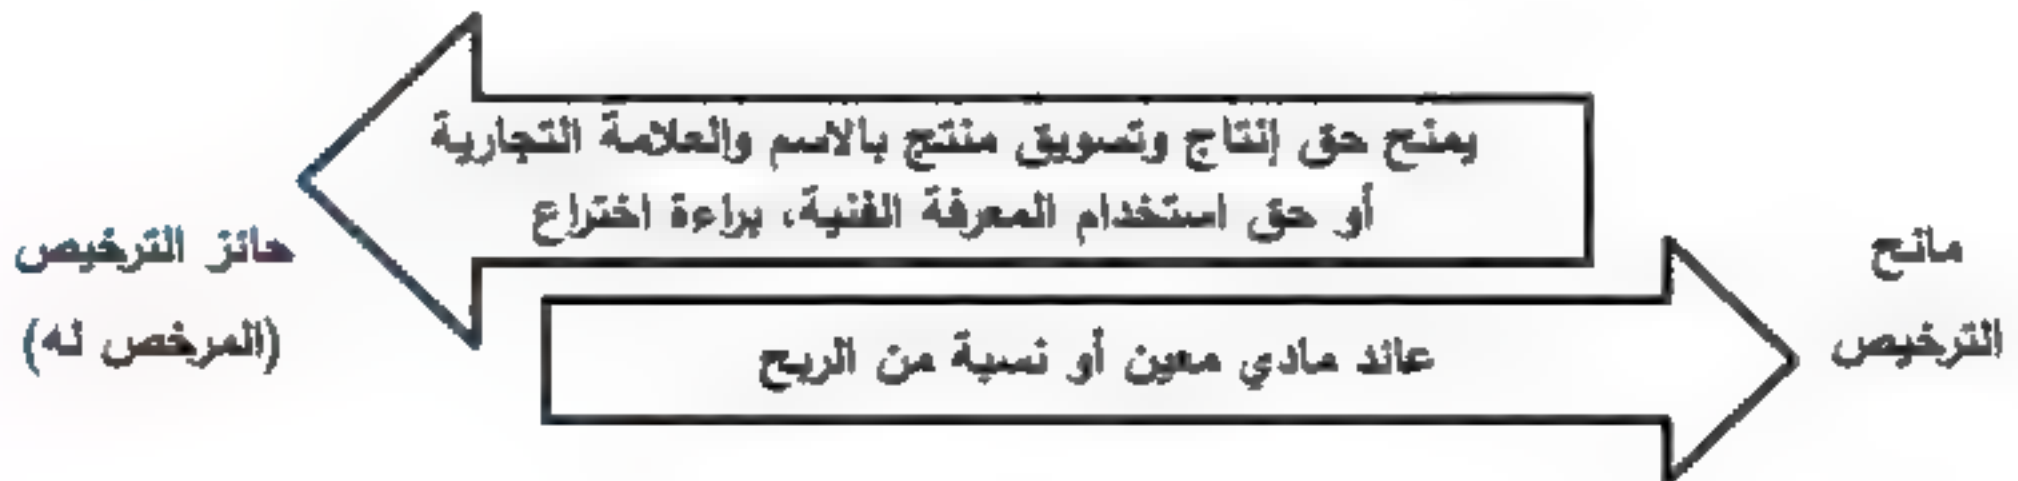 يمنح حق إنتاج وتسويق منتج بالاسم والعلامة التجارية
أو حق استخدام المعرفة الفنية، براءة اختراع
مانح
الترخيص
حائز الترخيص
(المرخص له)
عائد مادي معين أو نسبة من الربح